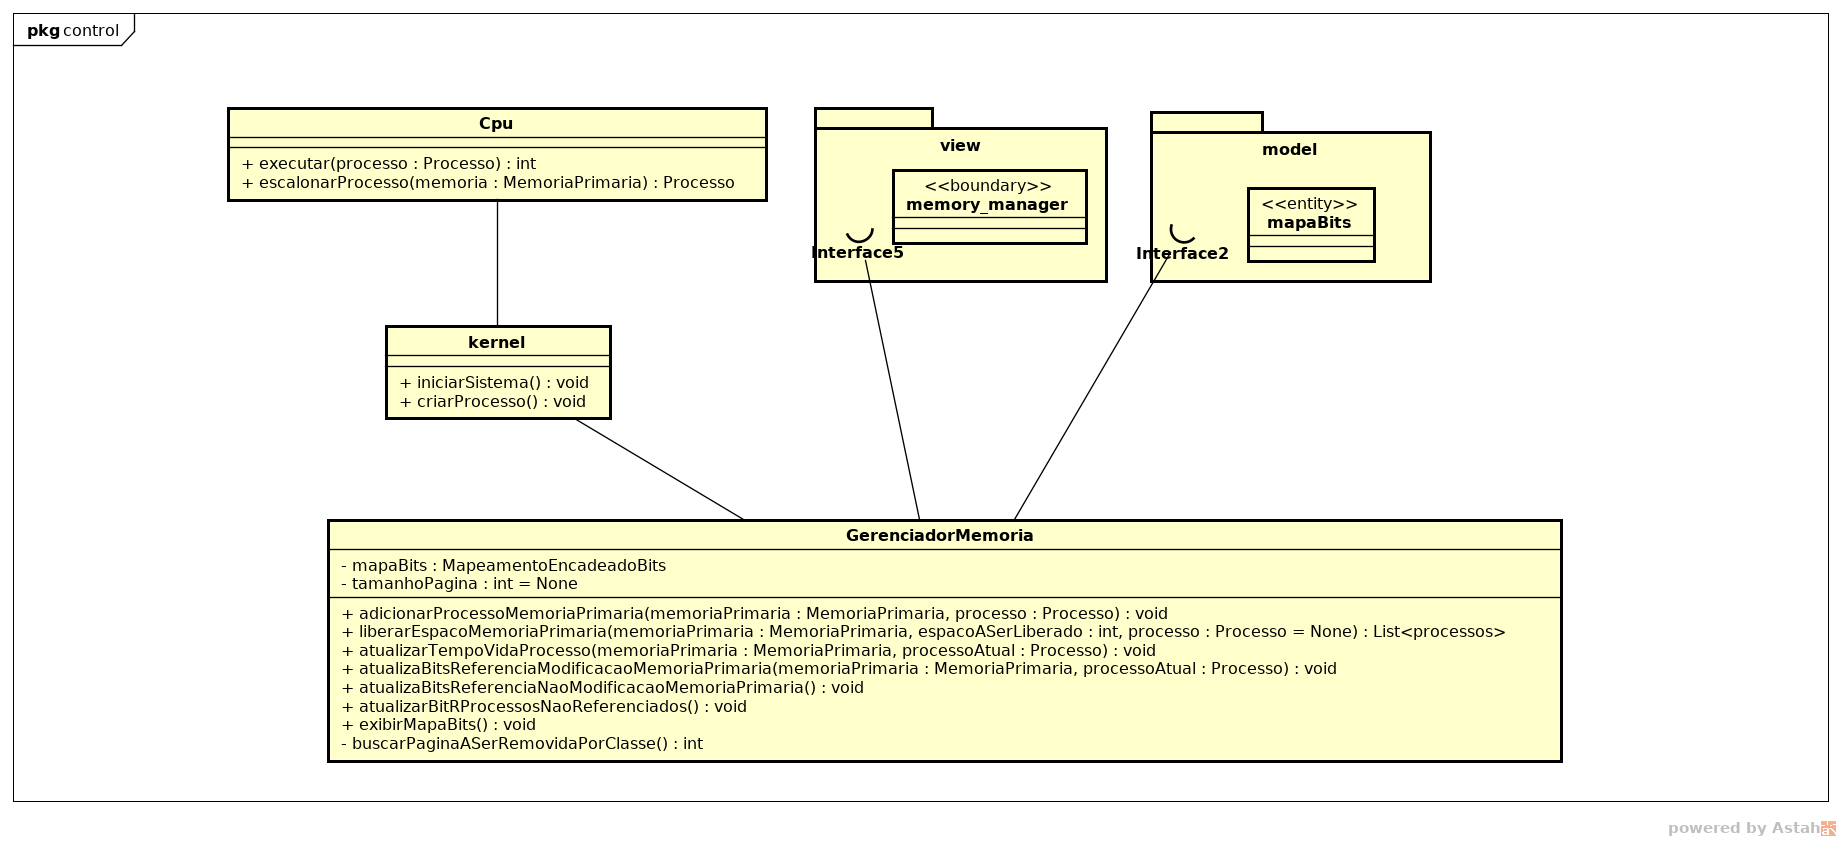 pkg control
Cpu
+ executar(processo : Processo) : int
+ escalonarProcesso(memoria : MemoriaPrimaria) : Processo
view
<<boundary>>
memory_manager
Interface5
model
<<entity>>
mapaBits
Interface2
kernel
+ iniciarSistema() : void
+ criarProcesso() : void
GerenciadorMemoria
- mapaBits : MapeamentoEncadeadoBits
- tamanhoPagina : int = None
+ adicionarProcessoMemoriaPrimaria(memoriaPrimaria : MemoriaPrimaria, processo : Processo) : void
+ liberarEspacoMemoriaPrimaria(memoriaPrimaria : MemoriaPrimaria, espacoASerLiberado : int, processo : Processo = None) : List<processos>
+ atualizarTempoVidaProcesso(memoriaPrimaria : MemoriaPrimaria, processoAtual : Processo) : void
+ atualizaBitsReferenciaModificacaoMemoriaPrimaria(memoriaPrimaria : MemoriaPrimaria, processoAtual : Processo) : void
+ atualizaBitsReferenciaNaoModificacaoMemoriaPrimaria() : void
+ atualizarBitRProcessosNaoReferenciados() : void
+ exibirMapaBits() : void
- buscarPaginaASerRemovidaPorClasse() : int
powered by Astah